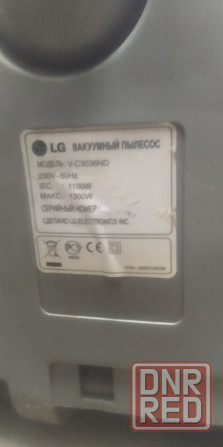 LG ВАКУУМНЫЙ ПЫЛЕСОС
МОДЕЛЬ: V-C3036ND
230V~50Hz
IEC. 1100W
МАКС. 1300W
СЕРИЙНЫЙ НОМЕР
СДЕЛАНО LG ELECTRONICS INC.
DNR
RED